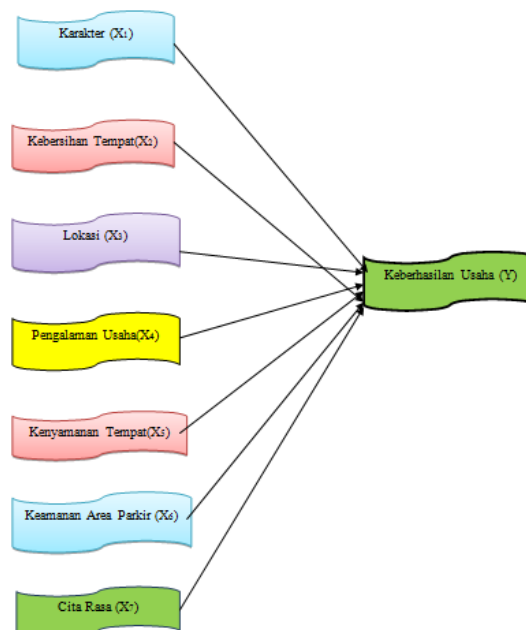 Karakter (X₁)
Kebersihan Tempat(X₂)
Lokasi (X₃)
Keberhasilan Usaha (Y)
Pengalaman Usaha(X₄)
Kenyamanan Tempat(X₅)
Keamanan Area Parkir (X₆)
Cita Rasa (X₇)